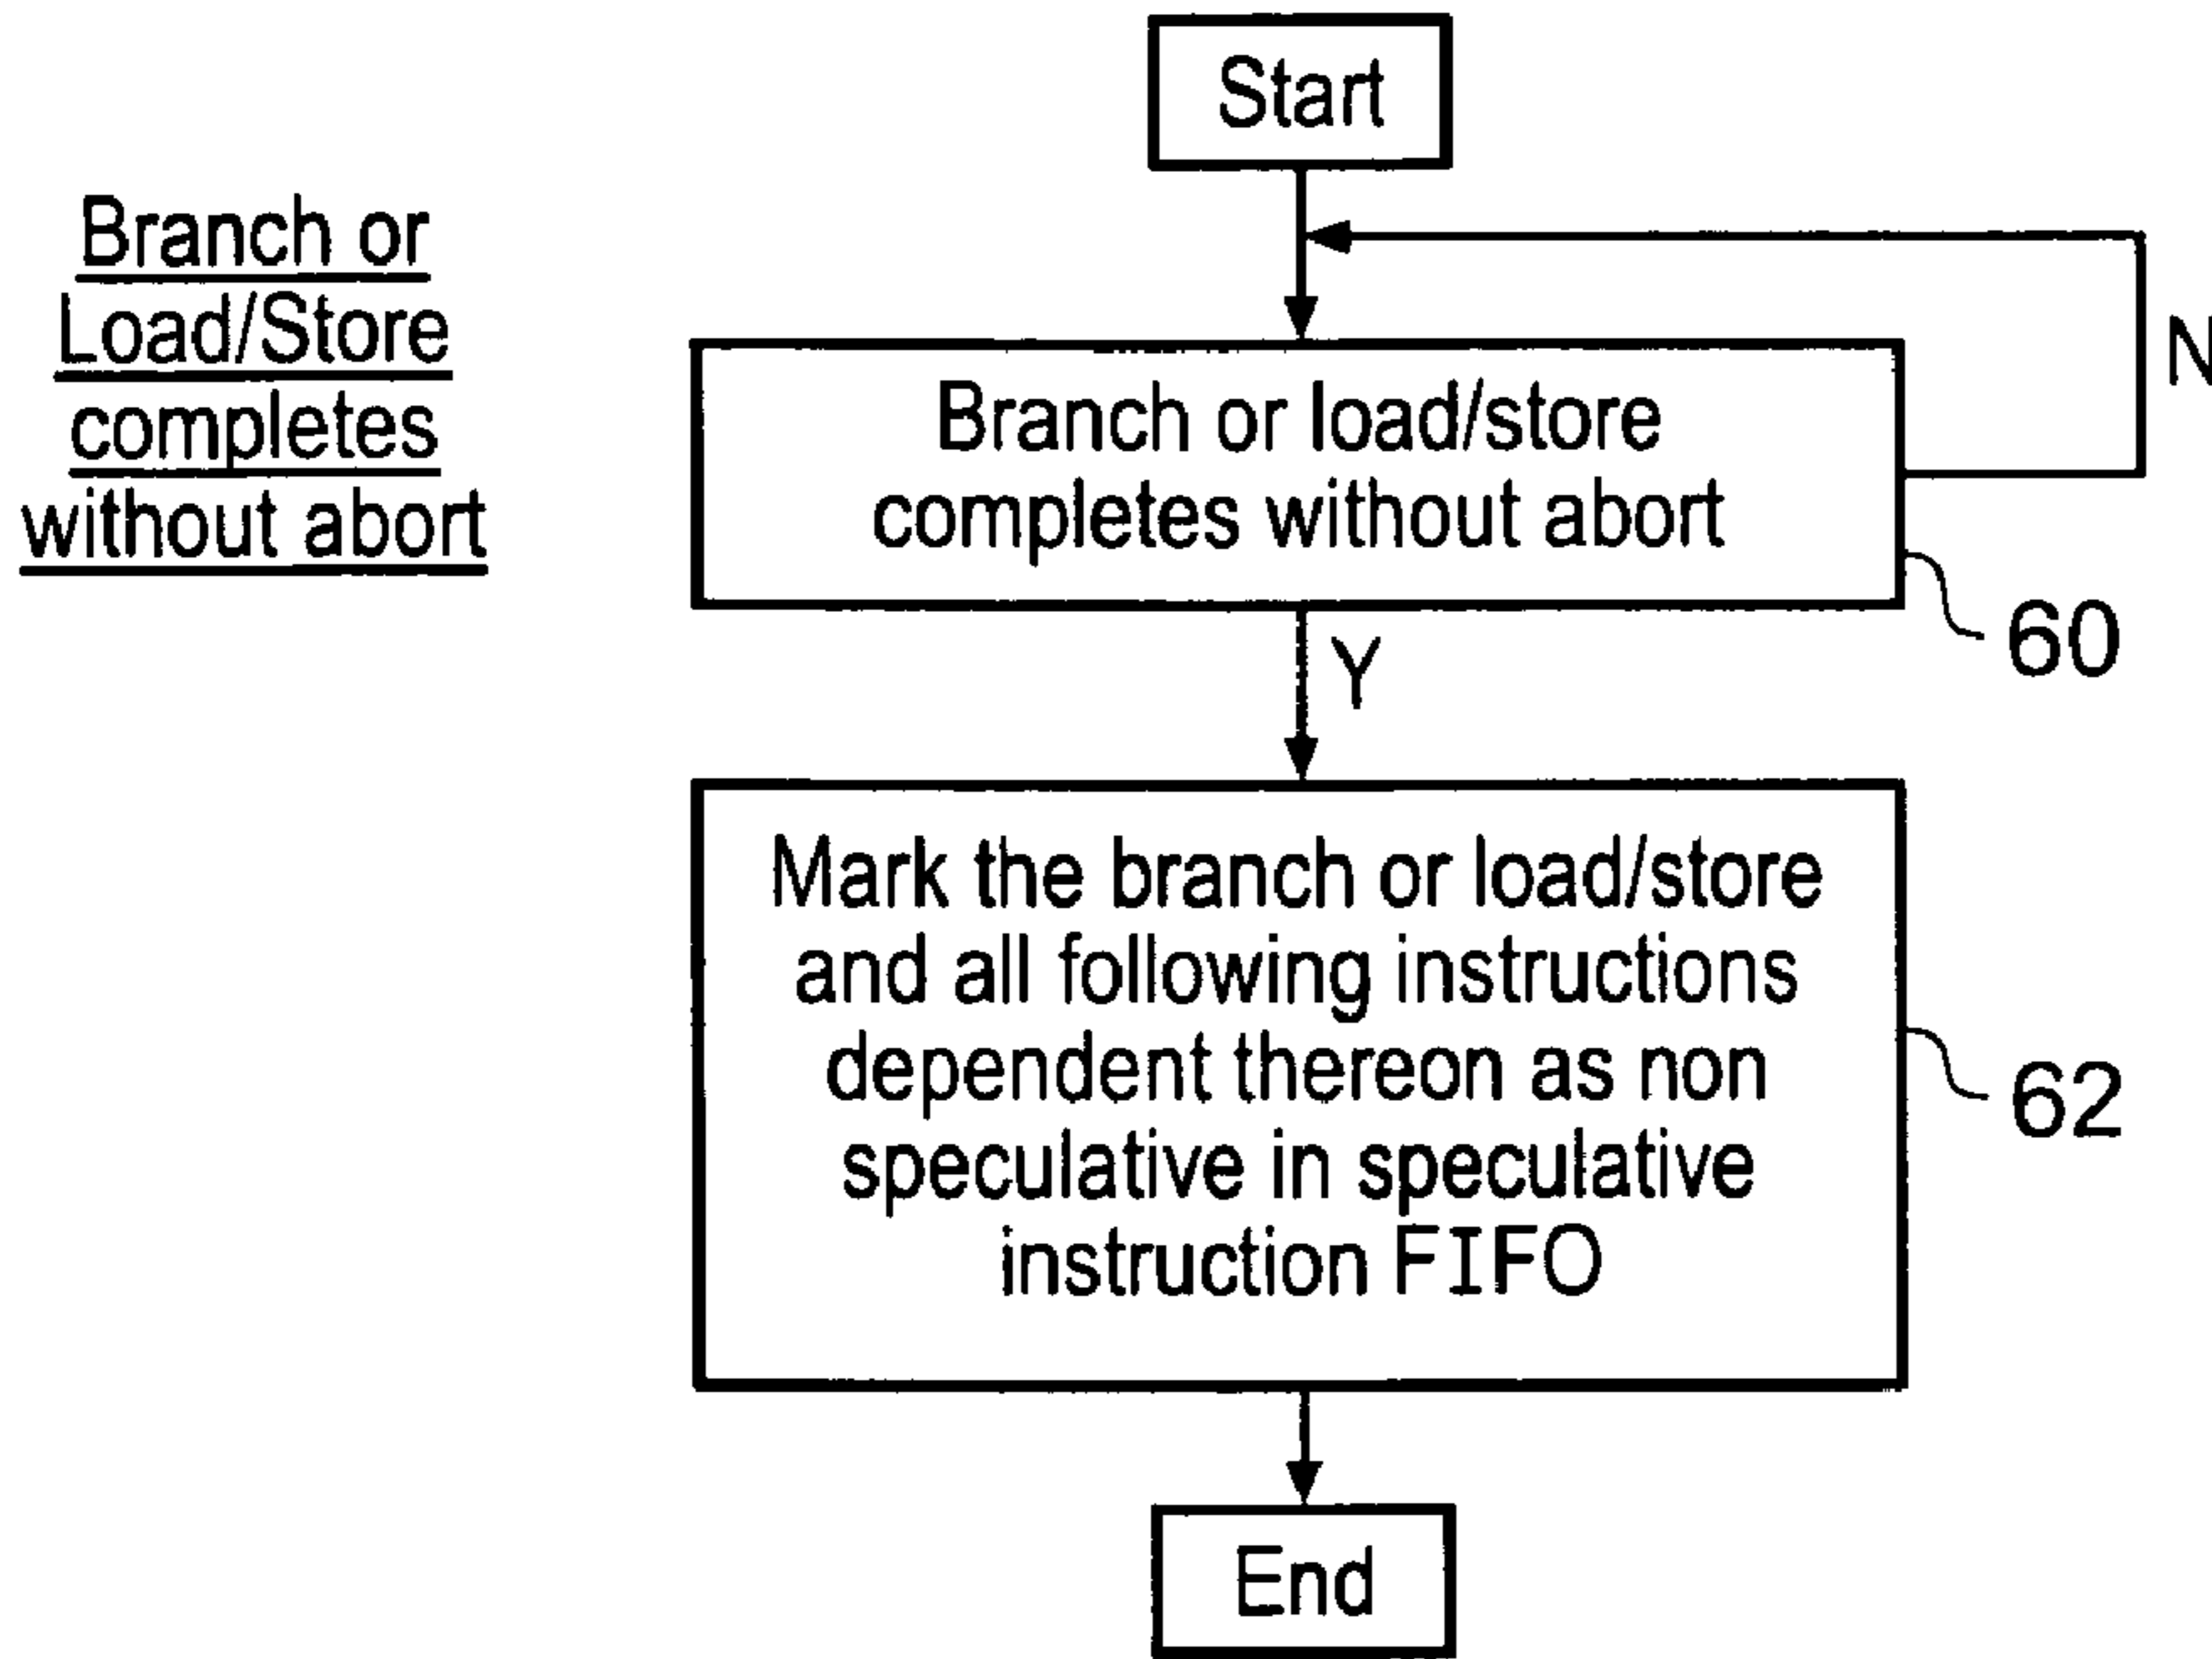 Start
Branch or
Load/Store
completes
without abort
N
Branch or load/store
completes without abort
60
Y
Mark the branch or load/store
and all following instructions
dependent thereon as non
speculative in speculative
instruction FIFO
62
End